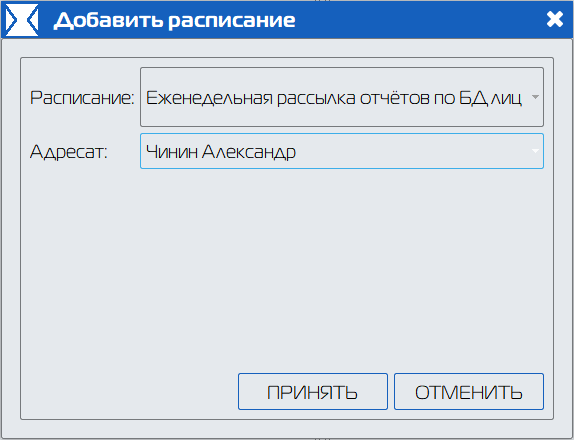 Добавить расписание
Расписание: Еженедельная рассылка отчётов по БД лиц
Адресат: Чинин Александр
ПРИНЯТЬ ОТМЕНИТЬ